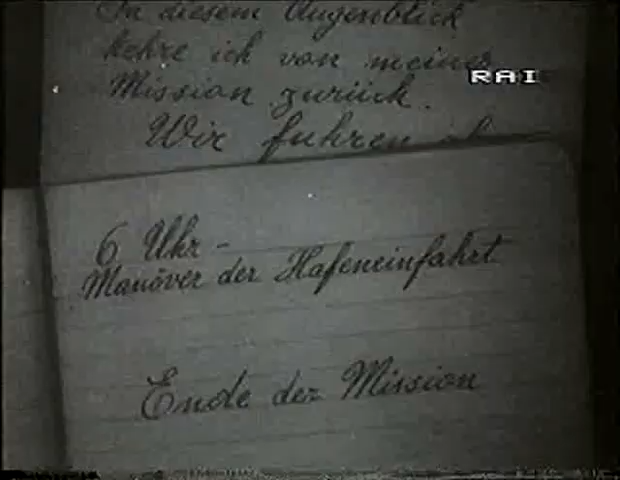 In diesem Augenblick
kehre ich von meiner
RAI
Mission zurück.
Wir fuhren
6 Uhr -
Manöver der Hafeneinfahrt
Ende der Mission